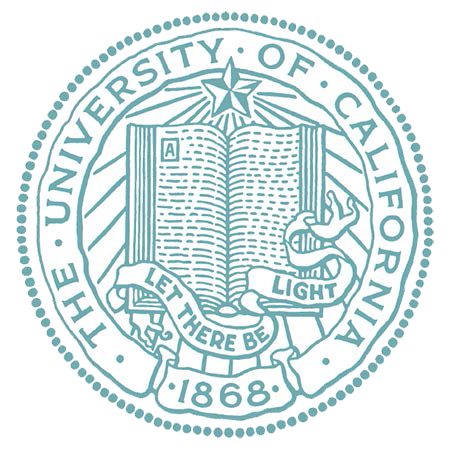 · THE · UNIVERSITY · OF · CALIFORNIA ·
A
LET THERE BE
LIGHT
· 1868 ·